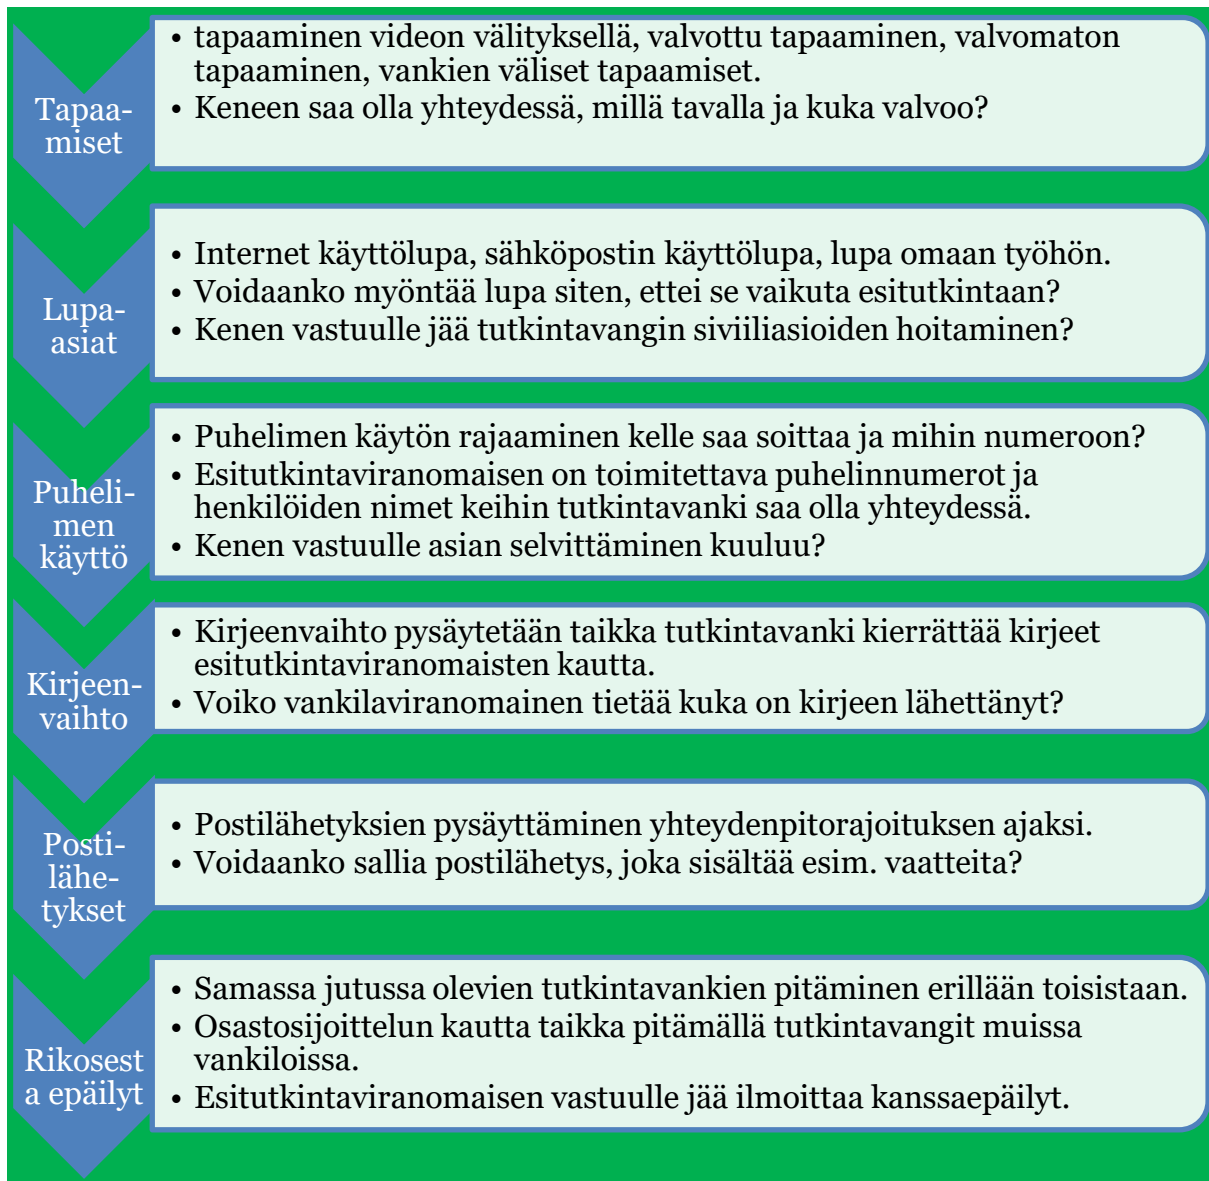 Tapaa-
miset
• tapaaminen videon välityksellä, valvottu tapaaminen, valvomaton
tapaaminen, vankien väliset tapaamiset.
• Keneen saa olla yhteydessä, millä tavalla ja kuka valvoo?
Lupa-
asiat
• Internet käyttölupa, sähköpostin käyttölupa, lupa omaan työhön.
• Voidaanko myöntää lupa siten, ettei se vaikuta esitutkintaan?
• Kenen vastuulle jää tutkintavangin siviiliasioiden hoitaminen?
Puheli-
men
käyttö
• Puhelimen käytön rajaaminen kelle saa soittaa ja mihin numeroon?
• Esitutkintaviranomaisen on toimitettava puhelinnumerot ja
henkilöiden nimet keihin tutkintavanki saa olla yhteydessä.
• Kenen vastuulle asian selvittäminen kuuluu?
Kirjeen-
vaihto
• Kirjeenvaihto pysäytetään taikka tutkintavanki kierrättää kirjeet
esitutkintaviranomaisten kautta.
• Voiko vankilaviranomainen tietää kuka on kirjeen lähettänyt?
Posti-
lähe-
tykset
• Postilähetyksien pysäyttäminen yhteydenpitorajoituksen ajaksi.
• Voidaanko sallia postilähetys, joka sisältää esim. vaatteita?
Rikosest
a epäilyt
• Samassa jutussa olevien tutkintavankien pitäminen erillään toisistaan.
• Osastosijoittelun kautta taikka pitämällä tutkintavangit muissa
vankiloissa.
• Esitutkintaviranomaisen vastuulle jää ilmoittaa kanssaepäilyt.